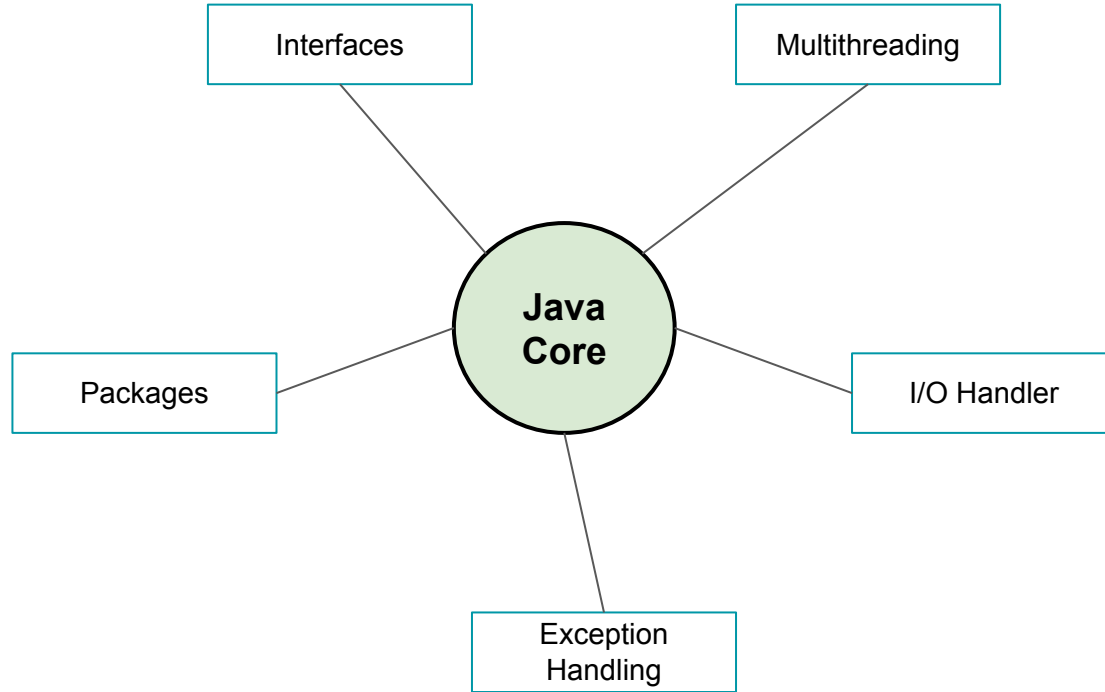 Interfaces
Multithreading
Java
Core
Packages
I/O Handler
Exception
Handling